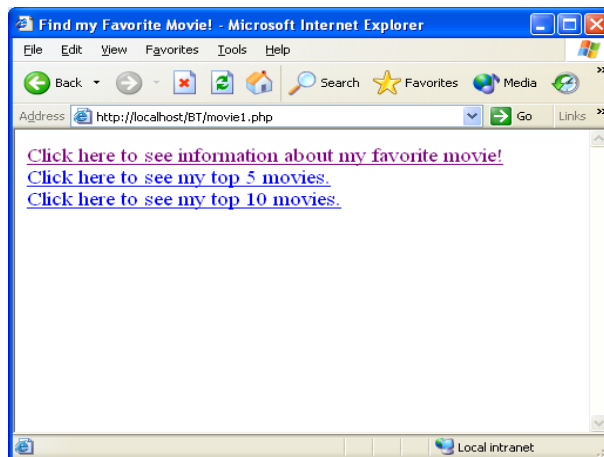 Find my Favorite Movie! - Microsoft Internet Explorer
File Edit View Favorites Tools Help
Back Search Favorites Media »
Address http://localhost/BT/movie1.php Go Links »
Click here to see information about my favorite movie!
Click here to see my top 5 movies.
Click here to see my top 10 movies.
Local intranet